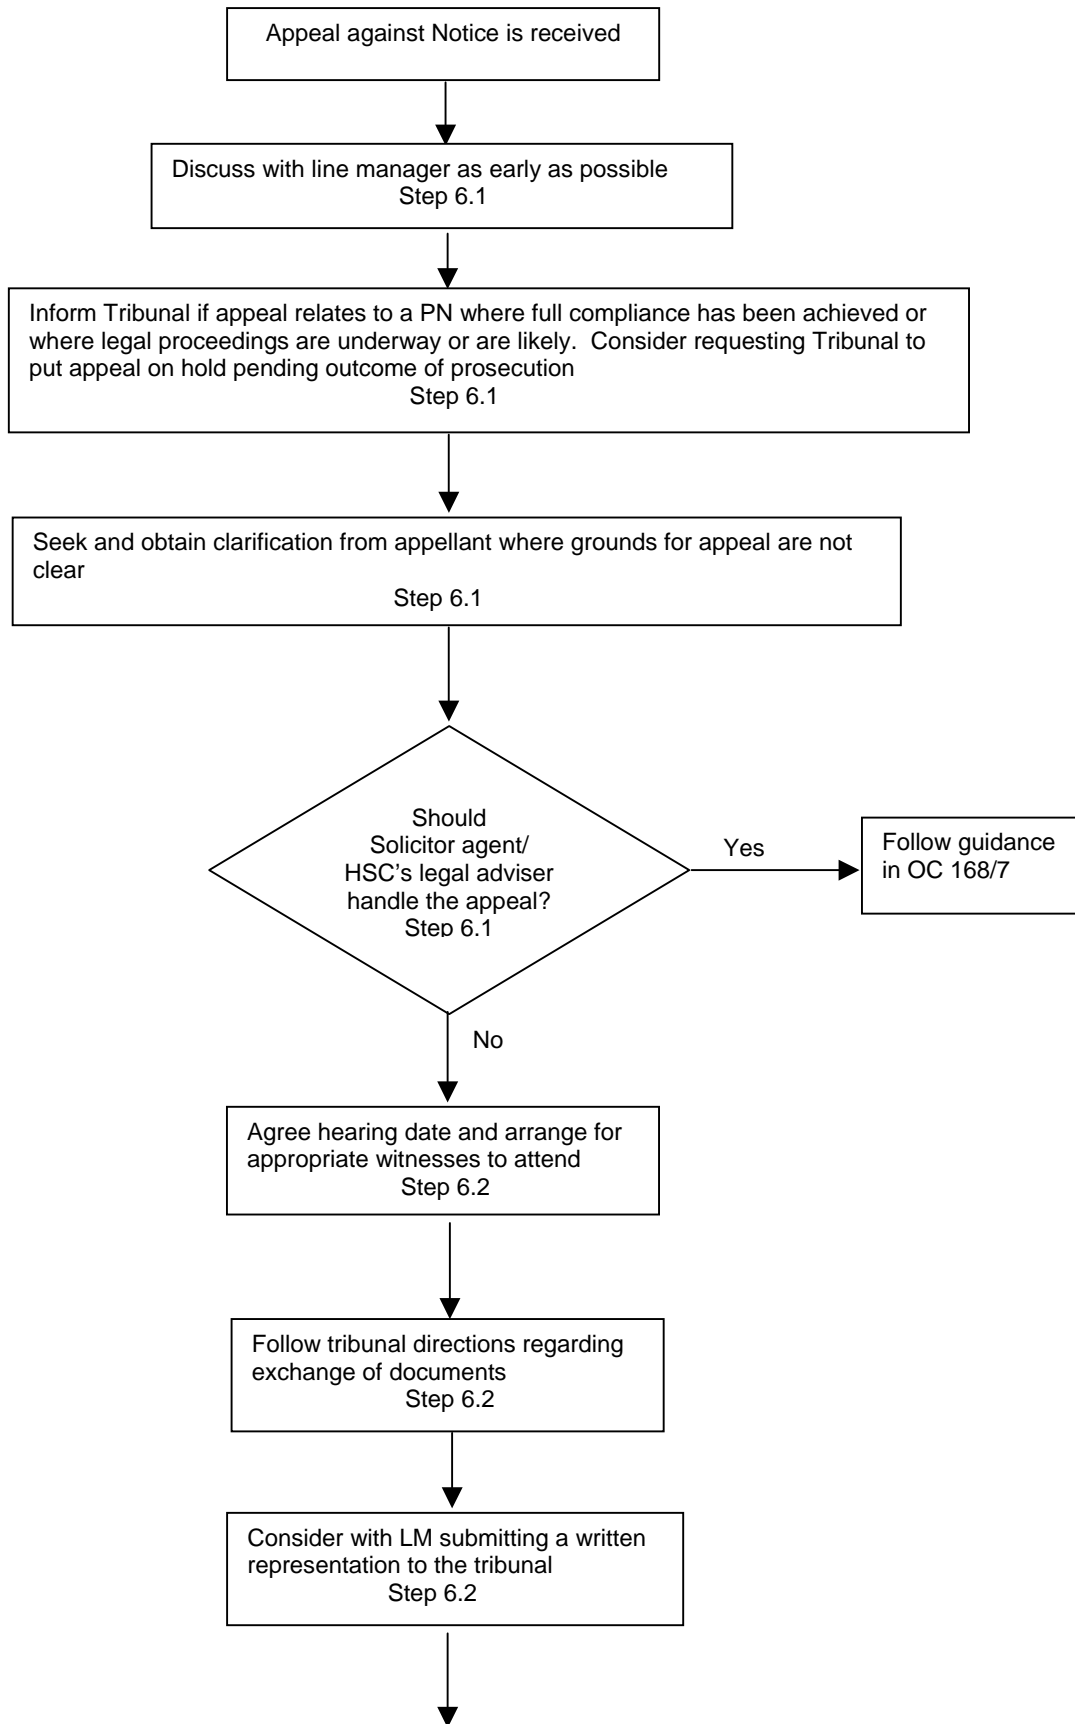 Appeal against Notice is received
Discuss with line manager as early as possible
Step 6.1
Inform Tribunal if appeal relates to a PN where full compliance has been achieved or
where legal proceedings are underway or are likely.  Consider requesting Tribunal to
put appeal on hold pending outcome of prosecution
Step 6.1
Seek and obtain clarification from appellant where grounds for appeal are not
clear
Step 6.1
Should
Solicitor agent/
HSC's legal adviser
handle the appeal?
Step 6.1
Yes
Follow guidance
in OC 168/7
No
Agree hearing date and arrange for
appropriate witnesses to attend
Step 6.2
Follow tribunal directions regarding
exchange of documents
Step 6.2
Consider with LM submitting a written
representation to the tribunal
Step 6.2